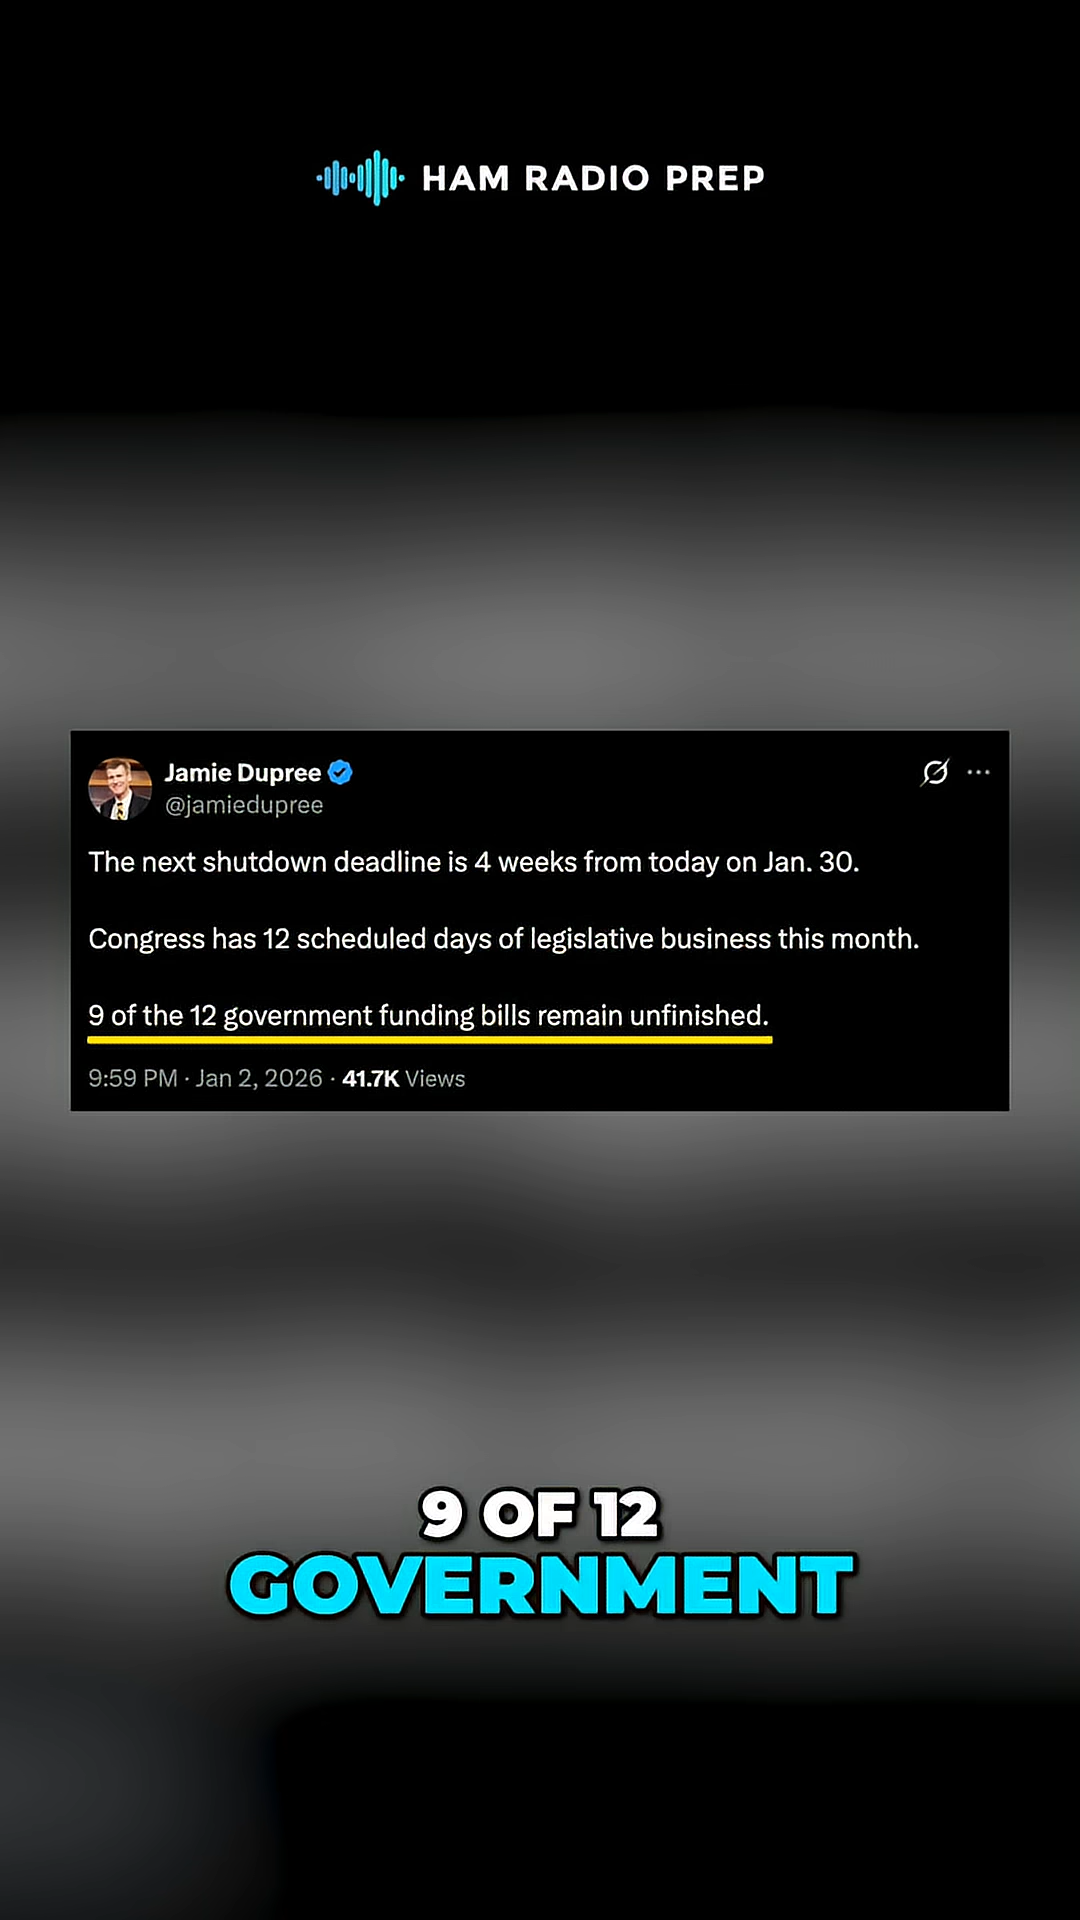 HAM RADIO PREP
Jamie Dupree
@jamiedupree
The next shutdown deadline is 4 weeks from today on Jan. 30.
Congress has 12 scheduled days of legislative business this month.
9 of the 12 government funding bills remain unfinished.
9:59 PM · Jan 2, 2026 · 41.7K Views
9 OF 12
GOVERNMENT